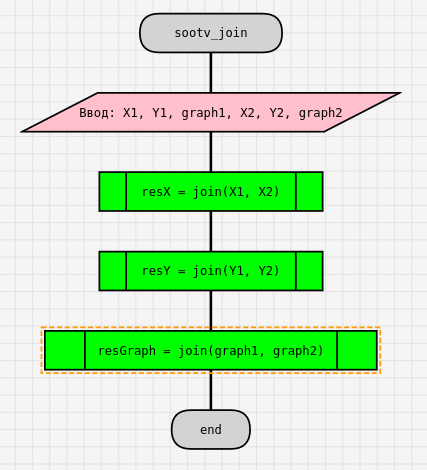 sootv_join
Ввод: X1, Y1, graph1, X2, Y2, graph2
resX = join(X1, X2)
resY = join(Y1, Y2)
resGraph = join(graph1, graph2)
end